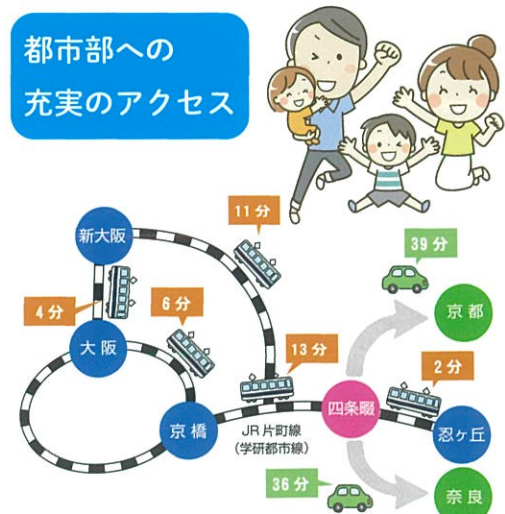 都市部への
充実のアクセス
11分
新大阪
39分
4分
6分
京都
大阪
13分
2分
京橋
JR片町線
(学研都市線)
四条畷
忍ヶ丘
36分
奈良